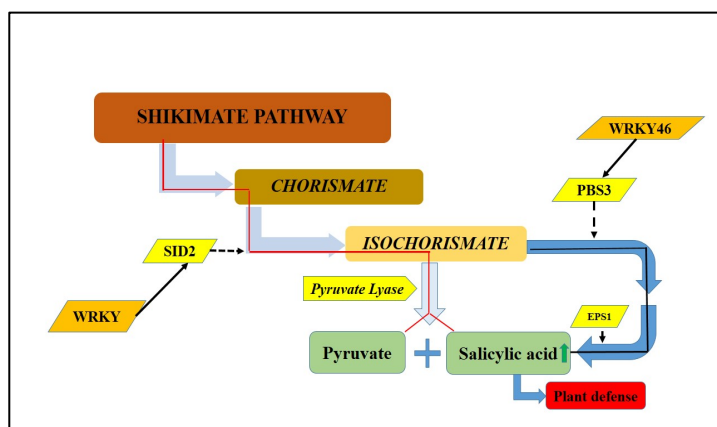 SHIKIMATE PATHWAY
WRKY46
CHORISMATE
PBS3
ISOCHORISMATE
SID2
Pyruvate Lyase
WRKY
EPS1
Pyruvate
Salicylic acid
Plant defense